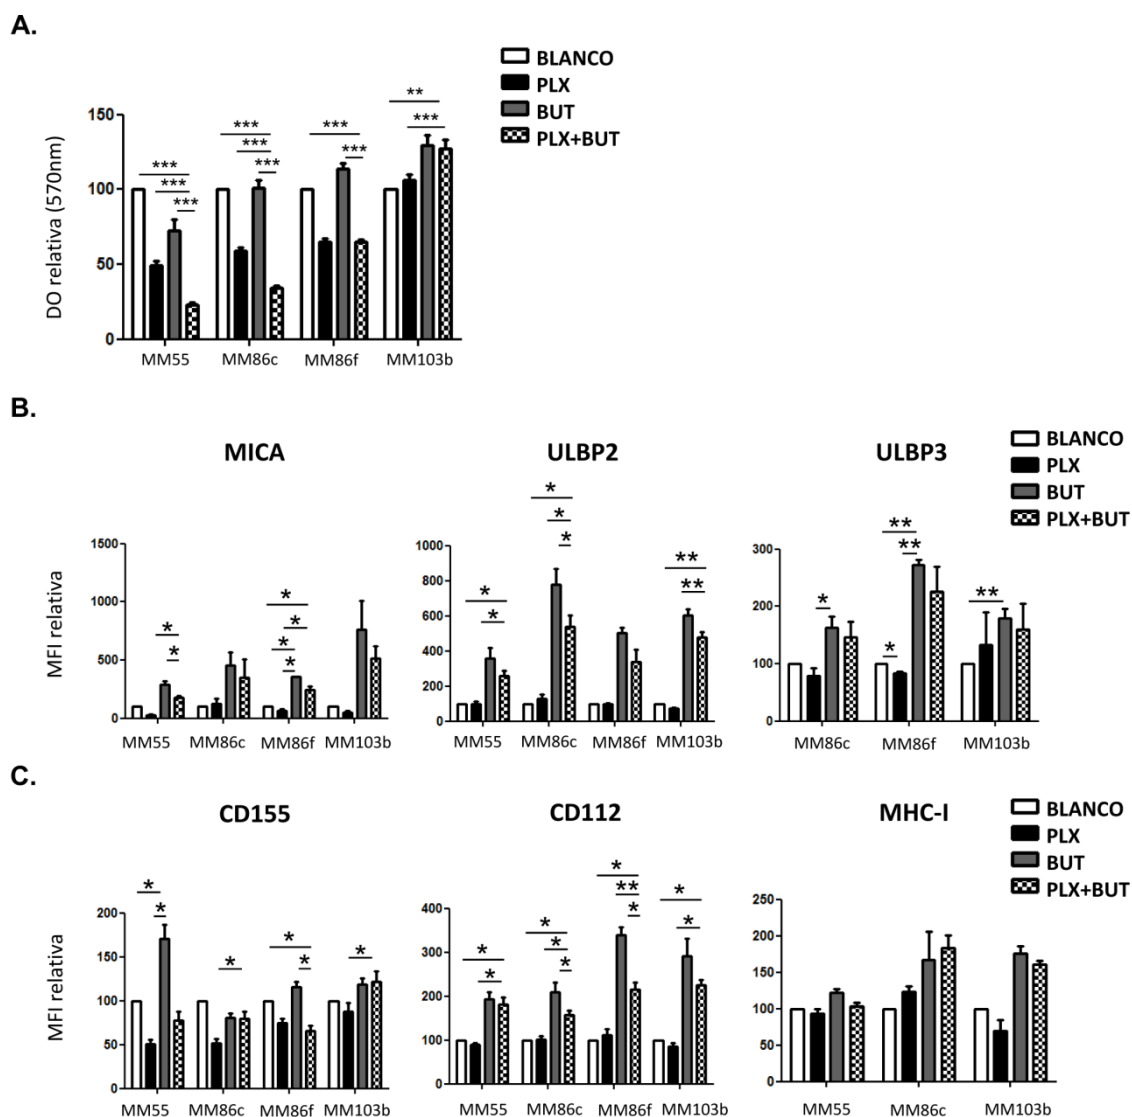 A.
BLANCO
PLX
BUT
PLX+BUT
DO relativa (570nm)
150
100
50
0
*** *** ***
*** *** ***
*** ***
** ***
MM55 MM86c MM86f MM103b
B.
MICA ULBP2 ULBP3
BLANCO
PLX
BUT
PLX+BUT
MFI relativa
1500
1000
500
0
* *
* * * *
MM55 MM86c MM86f MM103b
1000
800
600
400
200
0
* *
* * *
** **
MM55 MM86c MM86f MM103b
300
200
100
0
*
** ** *
**
MM86c MM86f MM103b
C.
CD155 CD112 MHC-I
BLANCO
PLX
BUT
PLX+BUT
MFI relativa
200
150
100
50
0
* *
*
* *
*
MM55 MM86c MM86f MM103b
400
300
200
100
0
* *
* * *
* ** *
* *
MM55 MM86c MM86f MM103b
250
200
150
100
50
0
MM55 MM86c MM103b